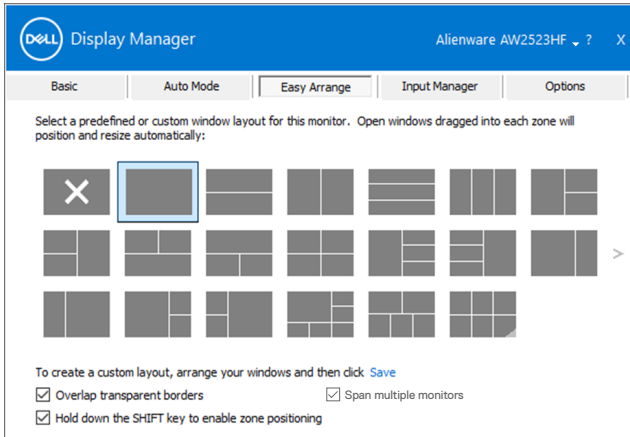 DELL Display Manager Alienware AW2523HF ? X
Basic Auto Mode Easy Arrange Input Manager Options
Select a predefined or custom window layout for this monitor. Open windows dragged into each zone will
position and resize automatically:
>
To create a custom layout, arrange your windows and then click Save
Overlap transparent borders Span multiple monitors
Hold down the SHIFT key to enable zone positioning